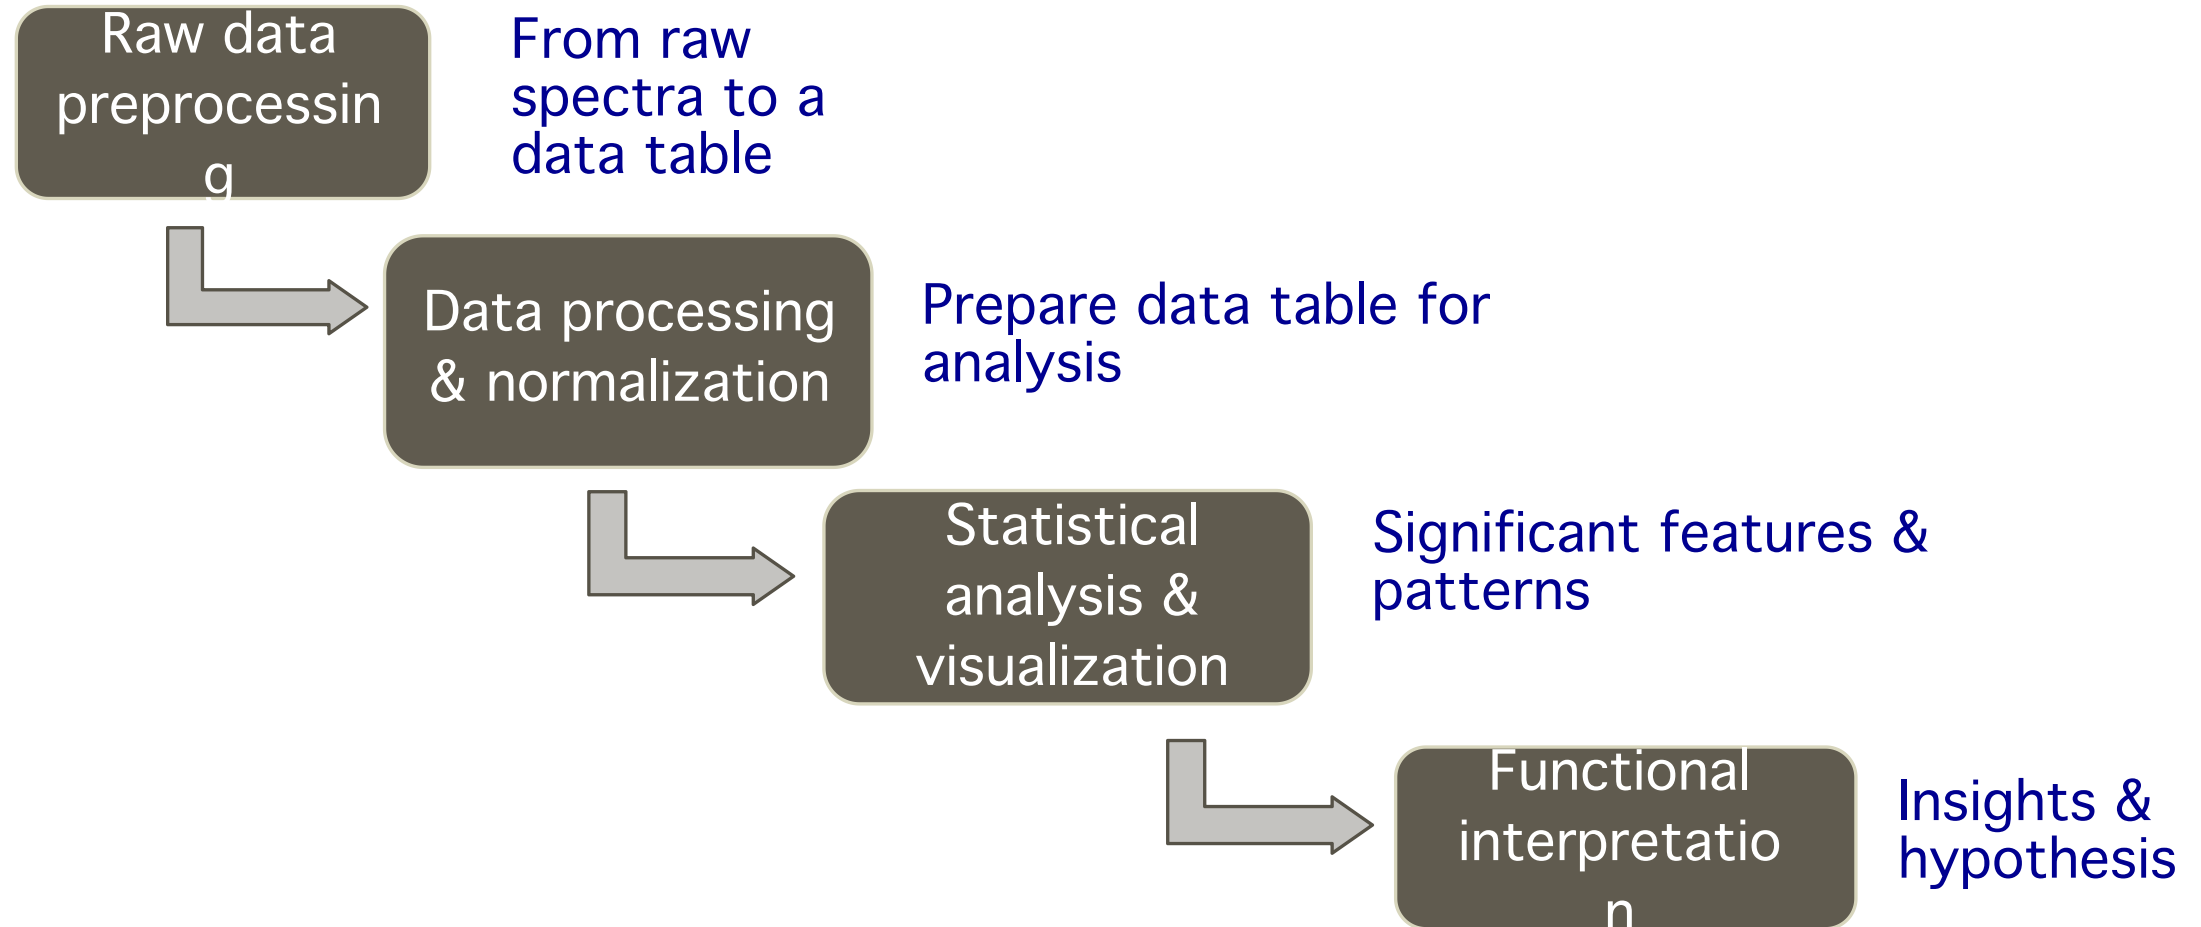 Raw data
preprocessin
g
From raw
spectra to a
data table
Data processing
& normalization
Prepare data table for
analysis
Statistical
analysis &
visualization
Significant features &
patterns
Functional
interpretatio
n
Insights &
hypothesis